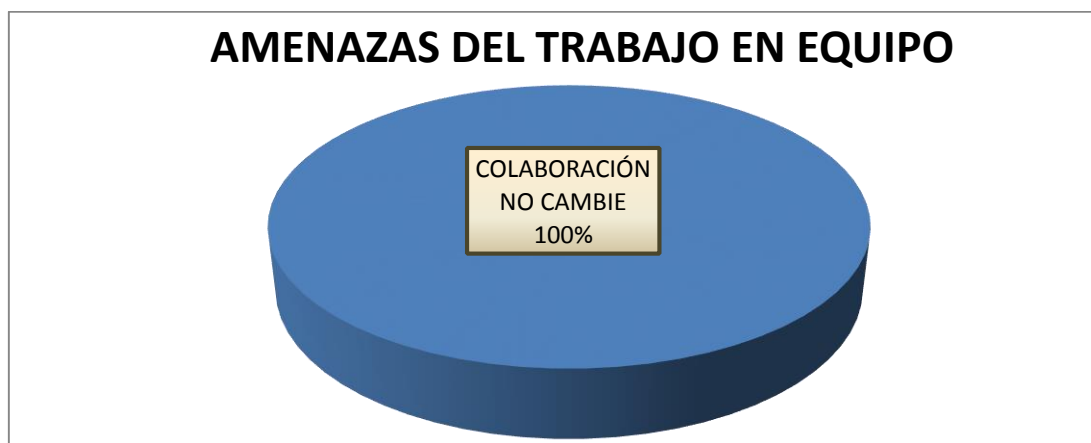 AMENAZAS DEL TRABAJO EN EQUIPO
COLABORACIÓN
NO CAMBIE
100%